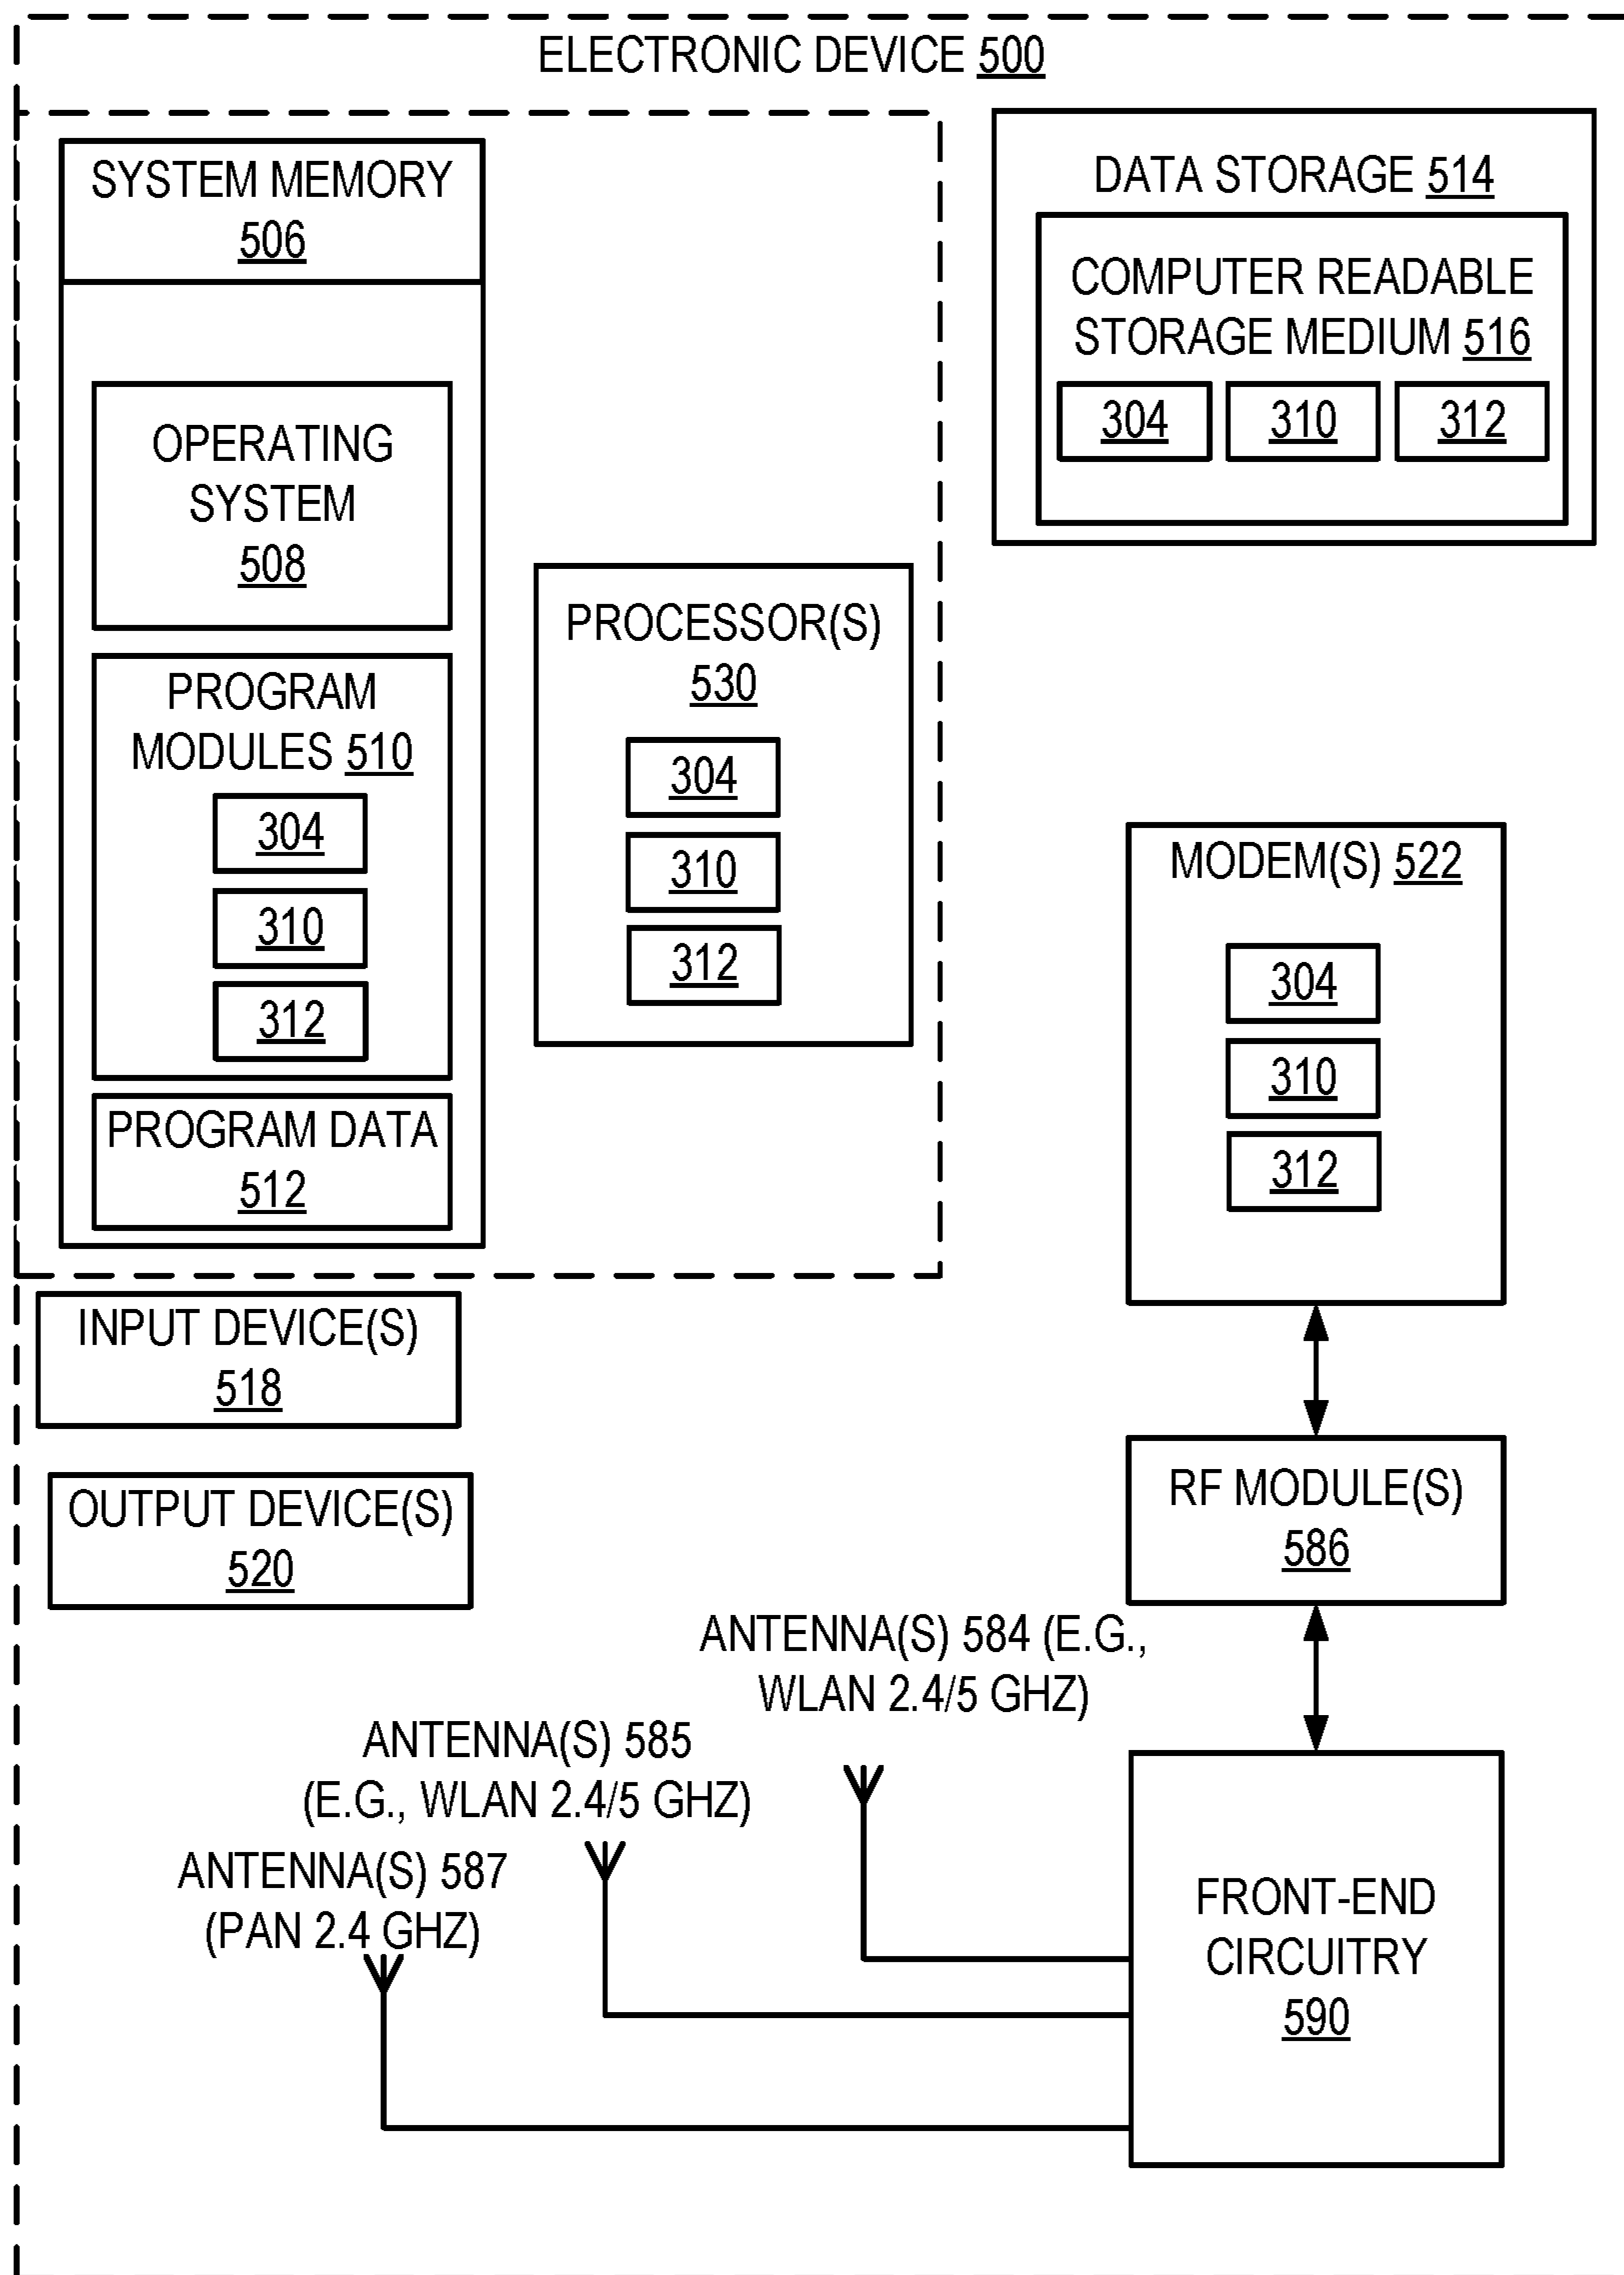 ELECTRONIC DEVICE 500
SYSTEM MEMORY
506
OPERATING
SYSTEM
508
PROGRAM
MODULES 510
304
310
312
PROGRAM DATA
512
PROCESSOR(S)
530
304
310
312
DATA STORAGE 514
COMPUTER READABLE
STORAGE MEDIUM 516
304 310 312
MODEM(S) 522
304
310
312
INPUT DEVICE(S)
518
OUTPUT DEVICE(S)
520
RF MODULE(S)
586
ANTENNA(S) 584 (E.G.,
WLAN 2.4/5 GHZ)
ANTENNA(S) 585
(E.G., WLAN 2.4/5 GHZ)
ANTENNA(S) 587
(PAN 2.4 GHZ)
FRONT-END
CIRCUITRY
590